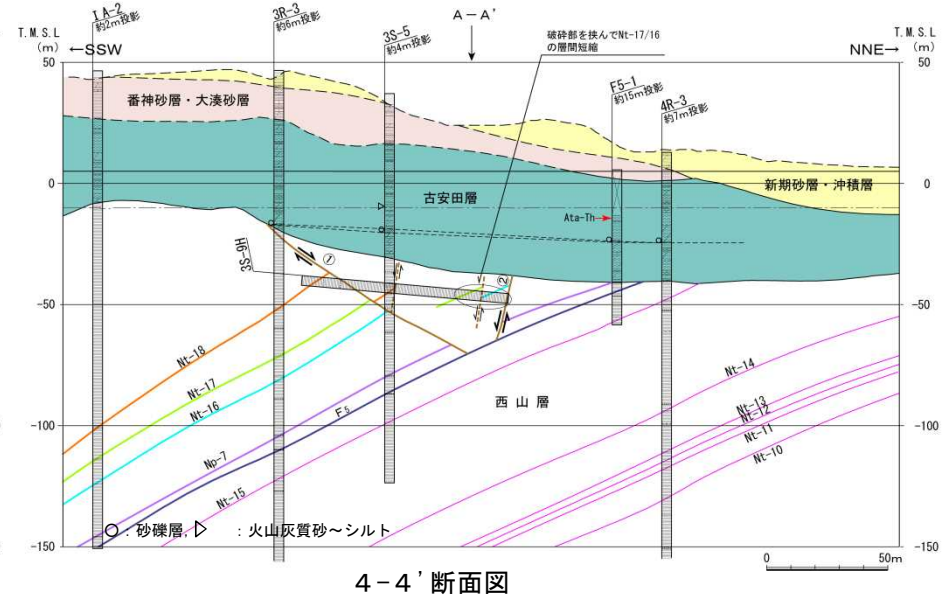 A－A'
ⅠA-2
約2m投影
3R-3
約6m投影
3S-5
約4m投影
破砕部を挟んでNt-17/16
の層間短縮
F5-1
約15m投影
4R-3
約7m投影
T.M.S.L
(m)
←SSW
NNE→
T.M.S.L
(m)
50
50
番神砂層・大湊砂層
0
0
古安田層
新期砂層・沖積層
Ata-Th→
3S-9H
①
②
-50
-50
Nt-18
Nt-17
Nt-16
Nt-14
Nt-13
Nt-12
Nt-11
Nt-10
西山層
F5
-100
-100
Np-7
Nt-15
○：砂礫層, ▷ ：火山灰質砂～シルト
-150
-150
0 50m
4-4'断面図